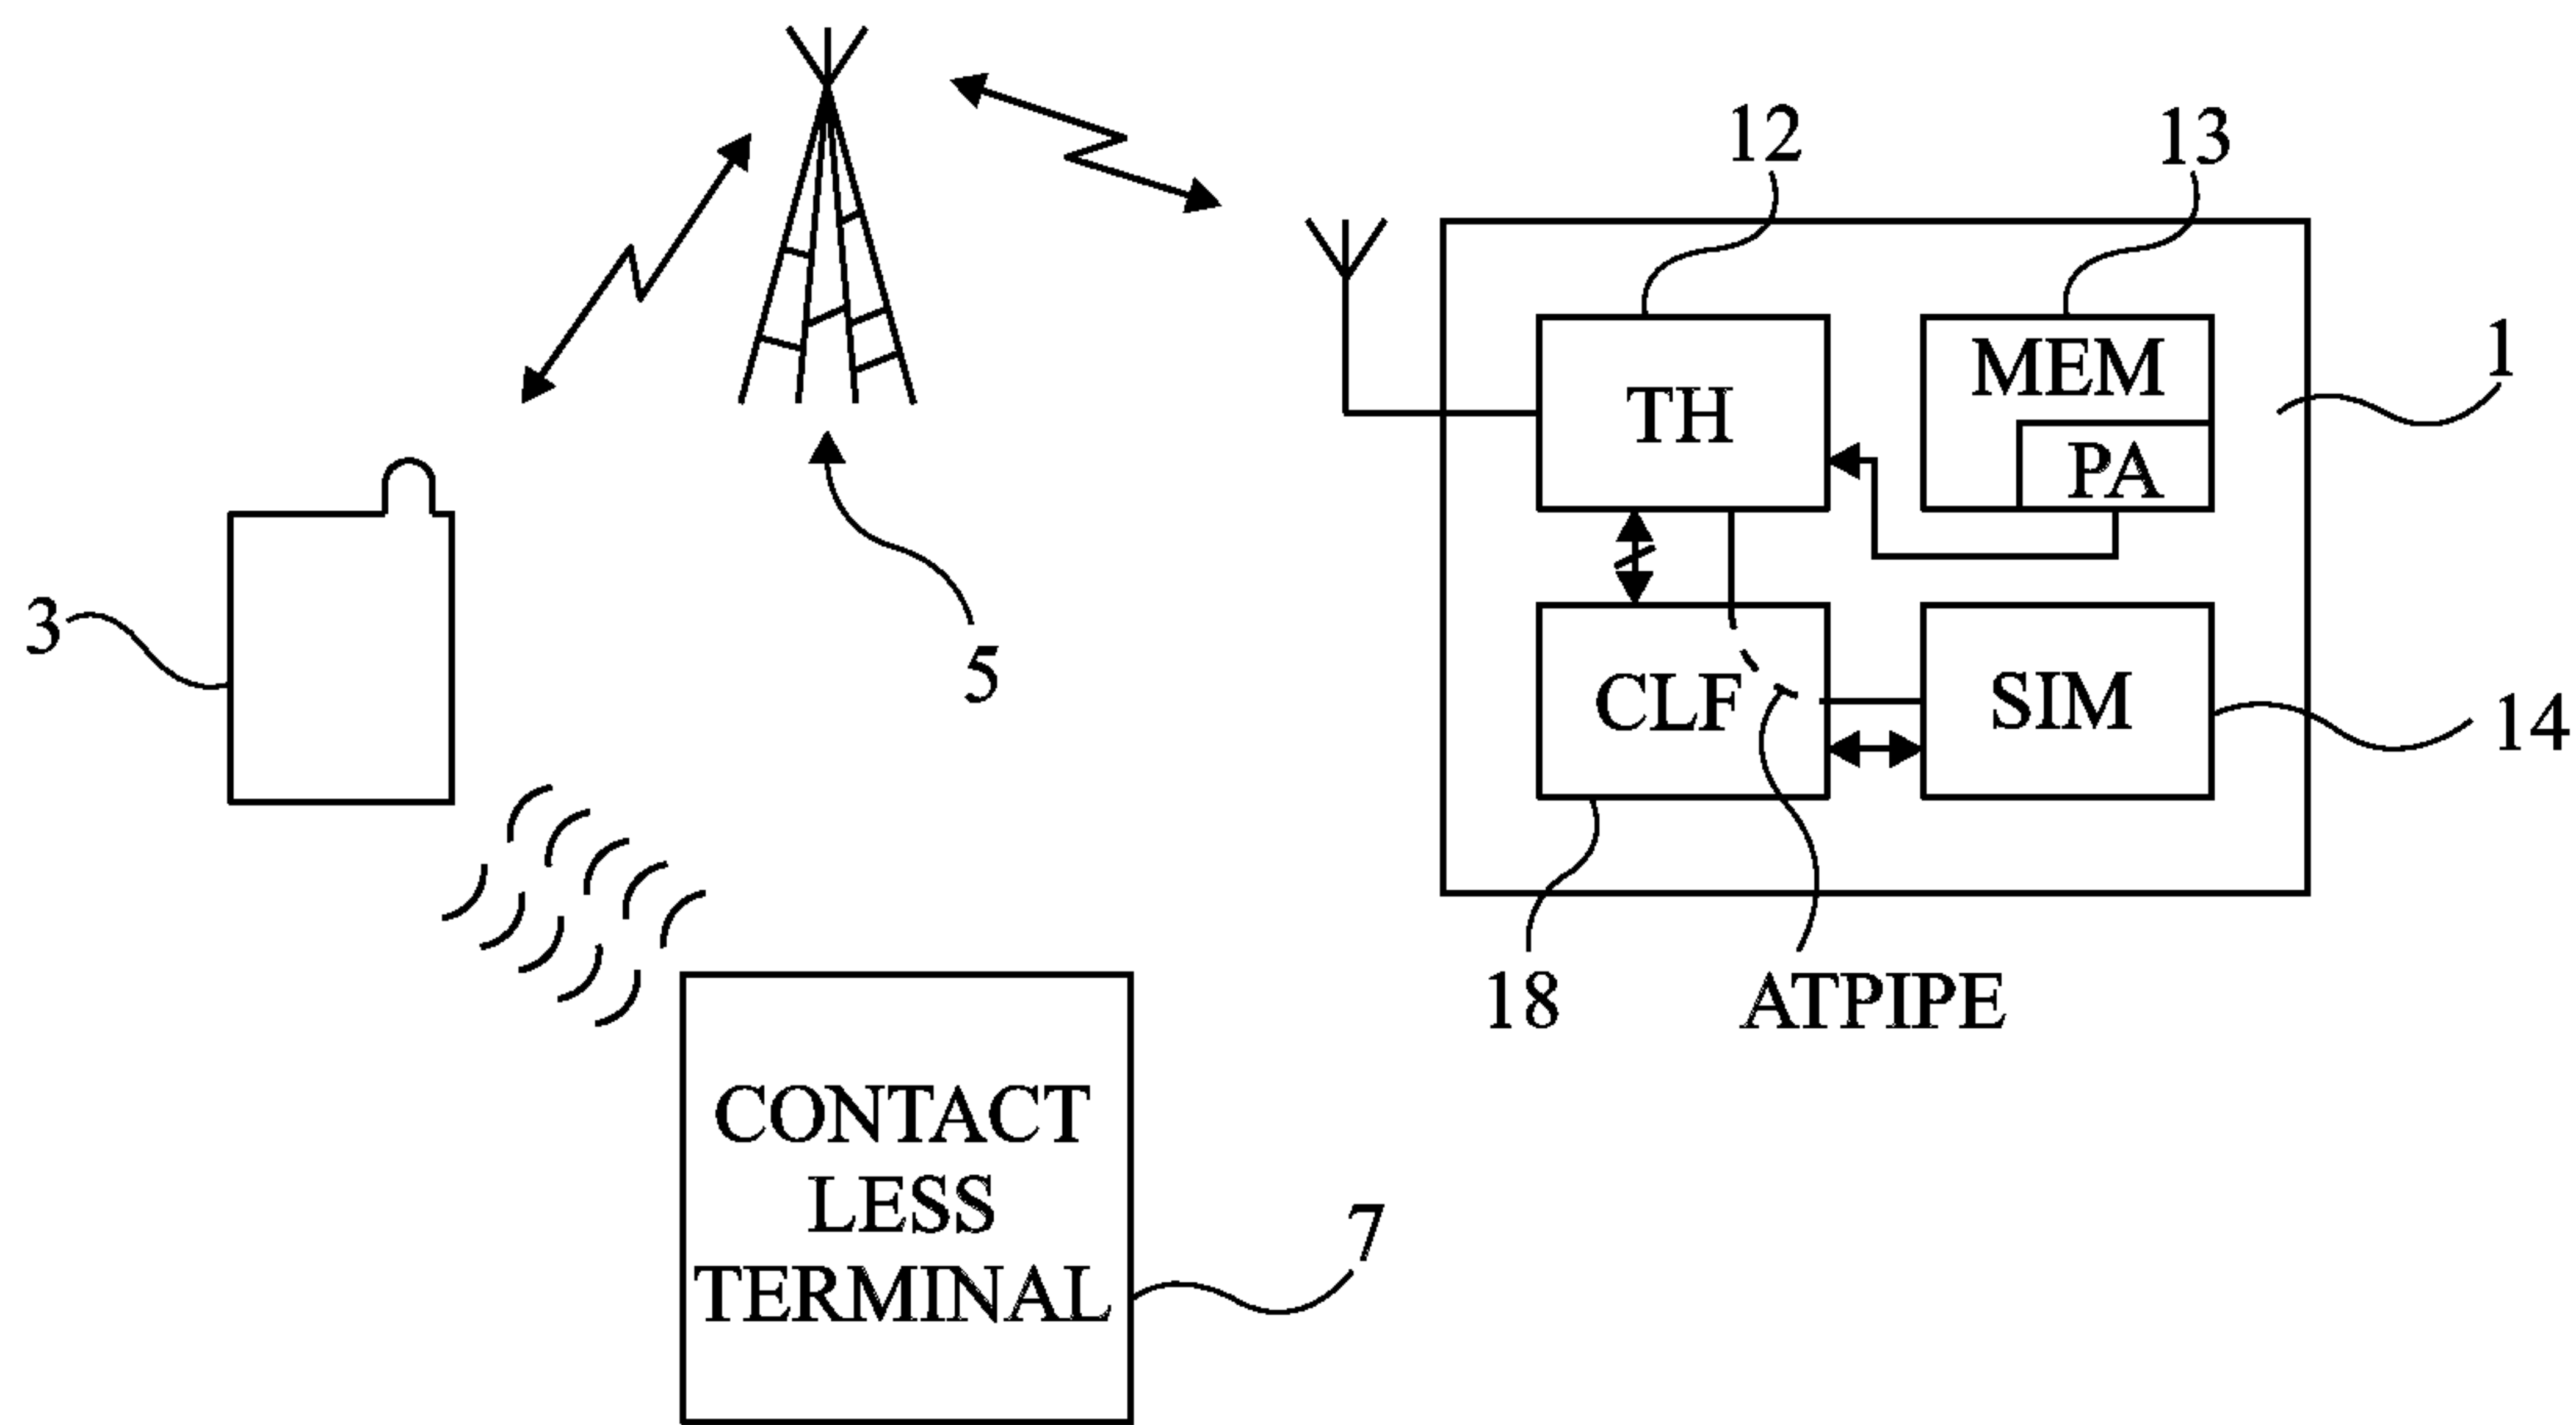 12
13
1
MEM
TH
PA
3
5
CLF
SIM
14
18
ATPIPE
CONTACT
LESS
TERMINAL
7